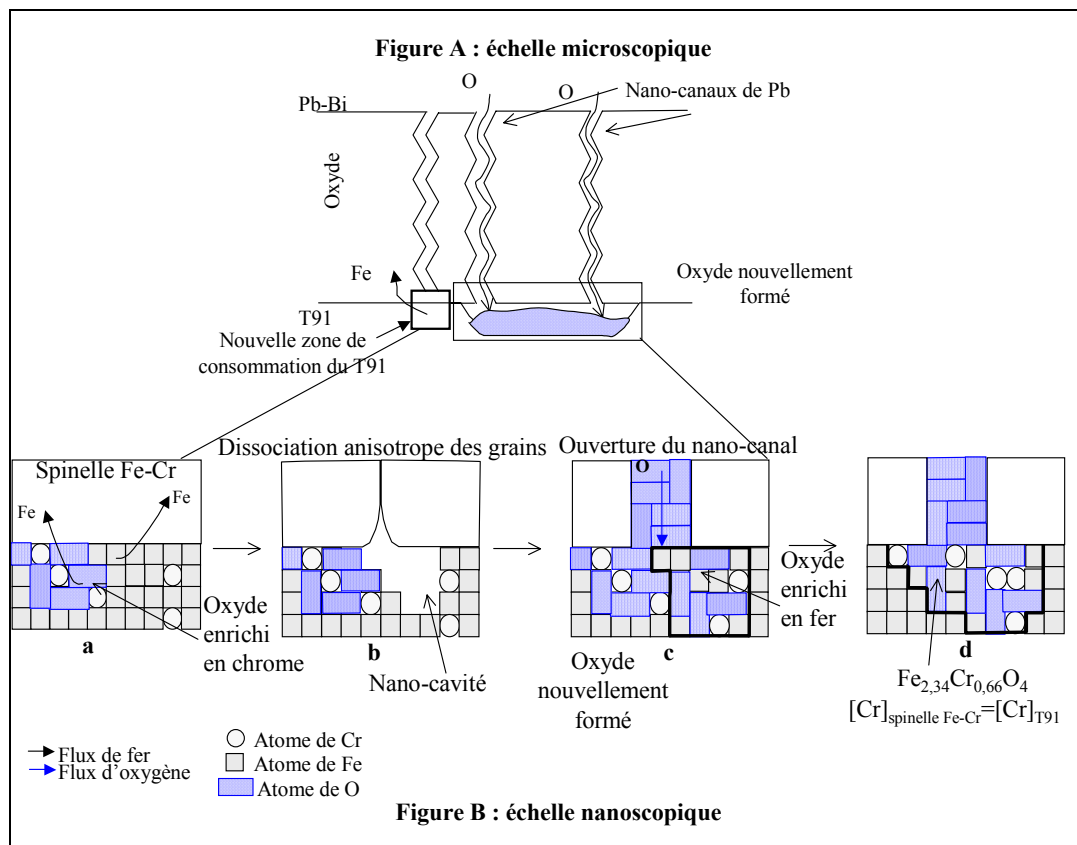 Figure A : échelle microscopique
O
O
Nano-canaux de Pb
Pb-Bi
Oxyde
Fe
Oxyde nouvellement
formé
T91
Nouvelle zone de
consommation du T91
Dissociation anisotrope des grains
Ouverture du nano-canal
Spinelle Fe-Cr
Fe
Fe
O
Oxyde
enrichi
en chrome
Oxyde
enrichi
en fer
a
b
c
d
Nano-cavité
Oxyde
nouvellement
formé
Fe2,34Cr0,66O4
[Cr]spinelle Fe-Cr=[Cr]T91
Flux de fer
Flux d’oxygène
Atome de Cr
Atome de Fe
Atome de O
Figure B : échelle nanoscopique